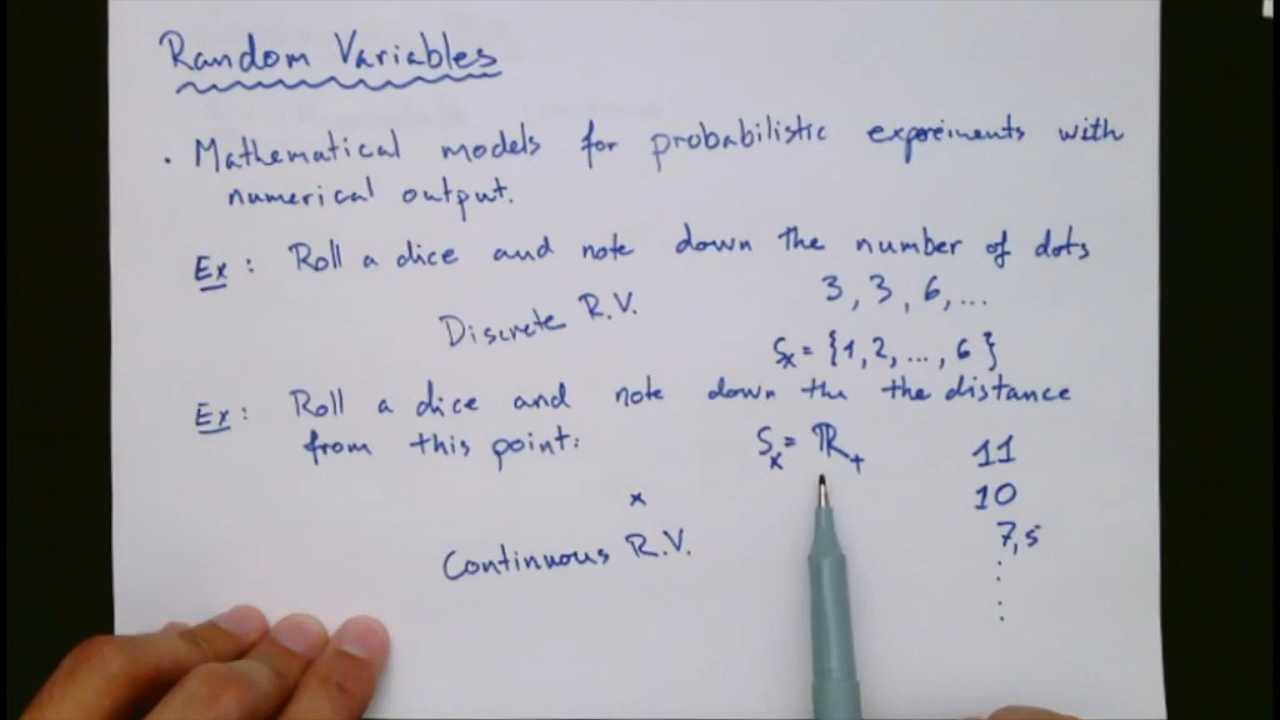 Random Variables
· Mathematical models for probabilistic experiments with
numerical output.
Ex: Roll a dice and note down the number of dots
3, 3, 6, ...
Discrete R.V.
Sx = {1, 2, ..., 6}
Ex: Roll a dice and note down the the distance
from this point:
Sx = ℝ+
11
x
10
7,5
Continuous R.V.